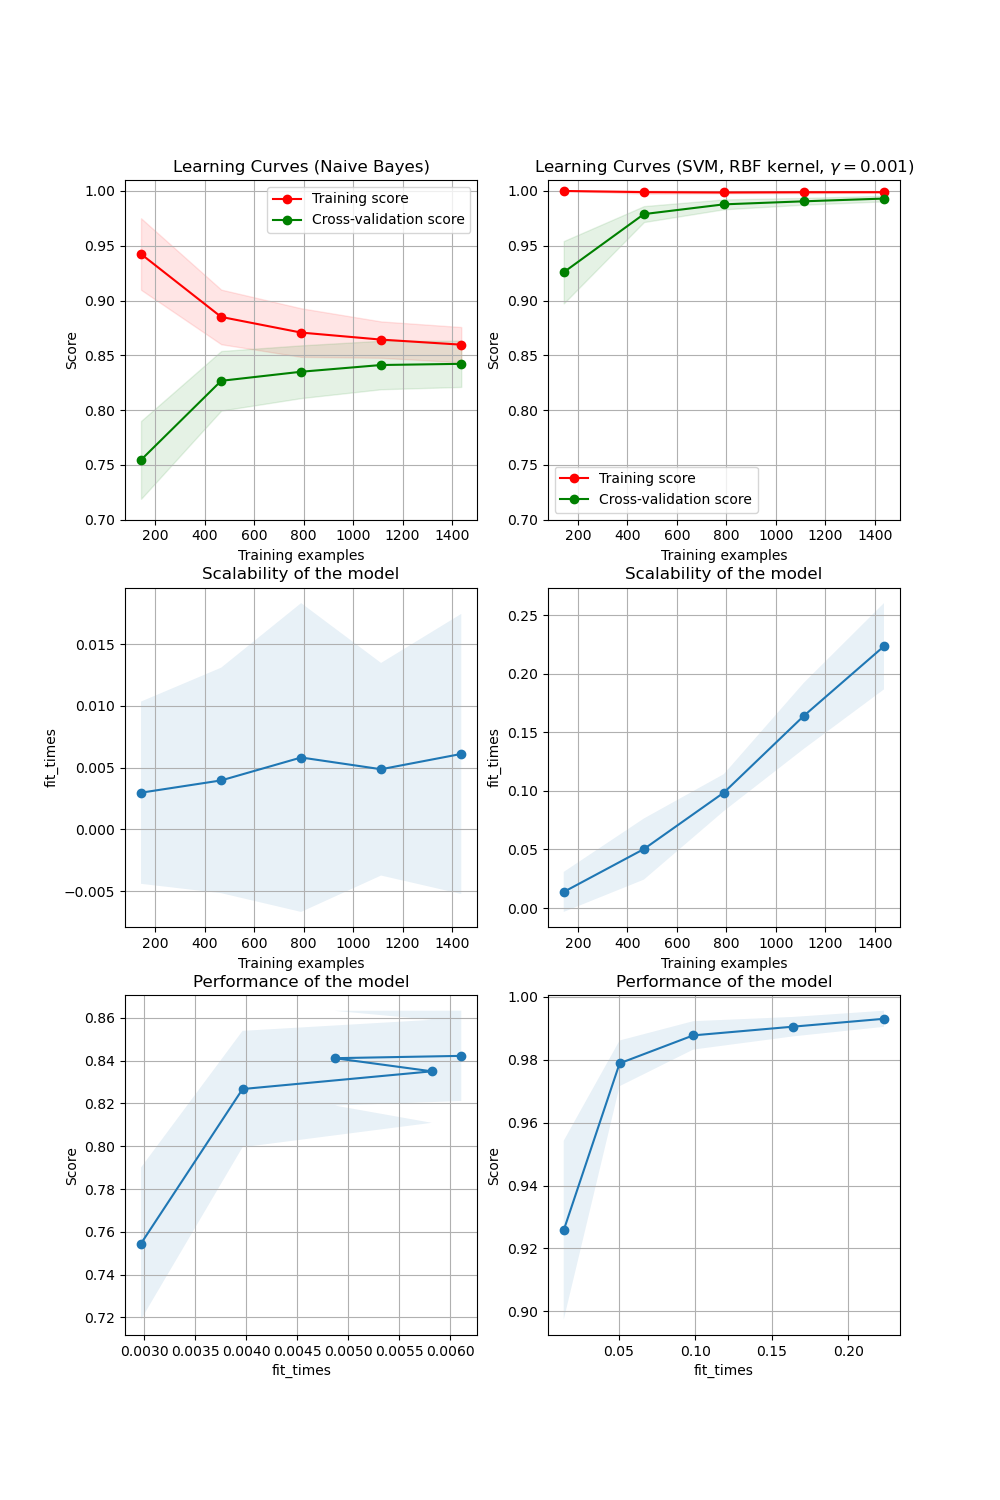 Learning Curves (Naive Bayes)
1.00
0.95
0.90
0.85
0.80
0.75
0.70
Score
Training score
Cross-validation score
200 400 600 800 1000 1200 1400
Training examples
Learning Curves (SVM, RBF kernel, γ = 0.001)
1.00
0.95
0.90
0.85
0.80
0.75
0.70
Score
Training score
Cross-validation score
200 400 600 800 1000 1200 1400
Training examples
Scalability of the model
0.015
0.010
0.005
0.000
−0.005
fit_times
200 400 600 800 1000 1200 1400
Training examples
Scalability of the model
0.25
0.20
0.15
0.10
0.05
0.00
fit_times
200 400 600 800 1000 1200 1400
Training examples
Performance of the model
0.86
0.84
0.82
0.80
0.78
0.76
0.74
0.72
Score
0.0030 0.0035 0.0040 0.0045 0.0050 0.0055 0.0060
fit_times
Performance of the model
1.00
0.98
0.96
0.94
0.92
0.90
Score
0.05 0.10 0.15 0.20
fit_times